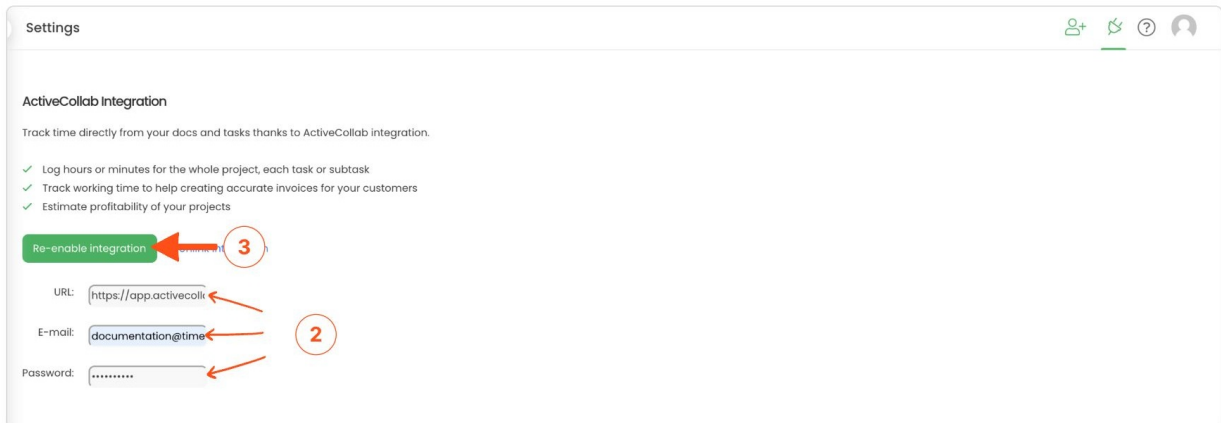 Settings
ActiveCollab Integration
Track time directly from your docs and tasks thanks to ActiveCollab integration.
Log hours or minutes for the whole project, each task or subtask
Track working time to help creating accurate invoices for your customers
Estimate profitability of your projects
Re-enable integration 3
URL: https://app.activecoll
E-mail: documentation@time
2
Password: ••••••••••